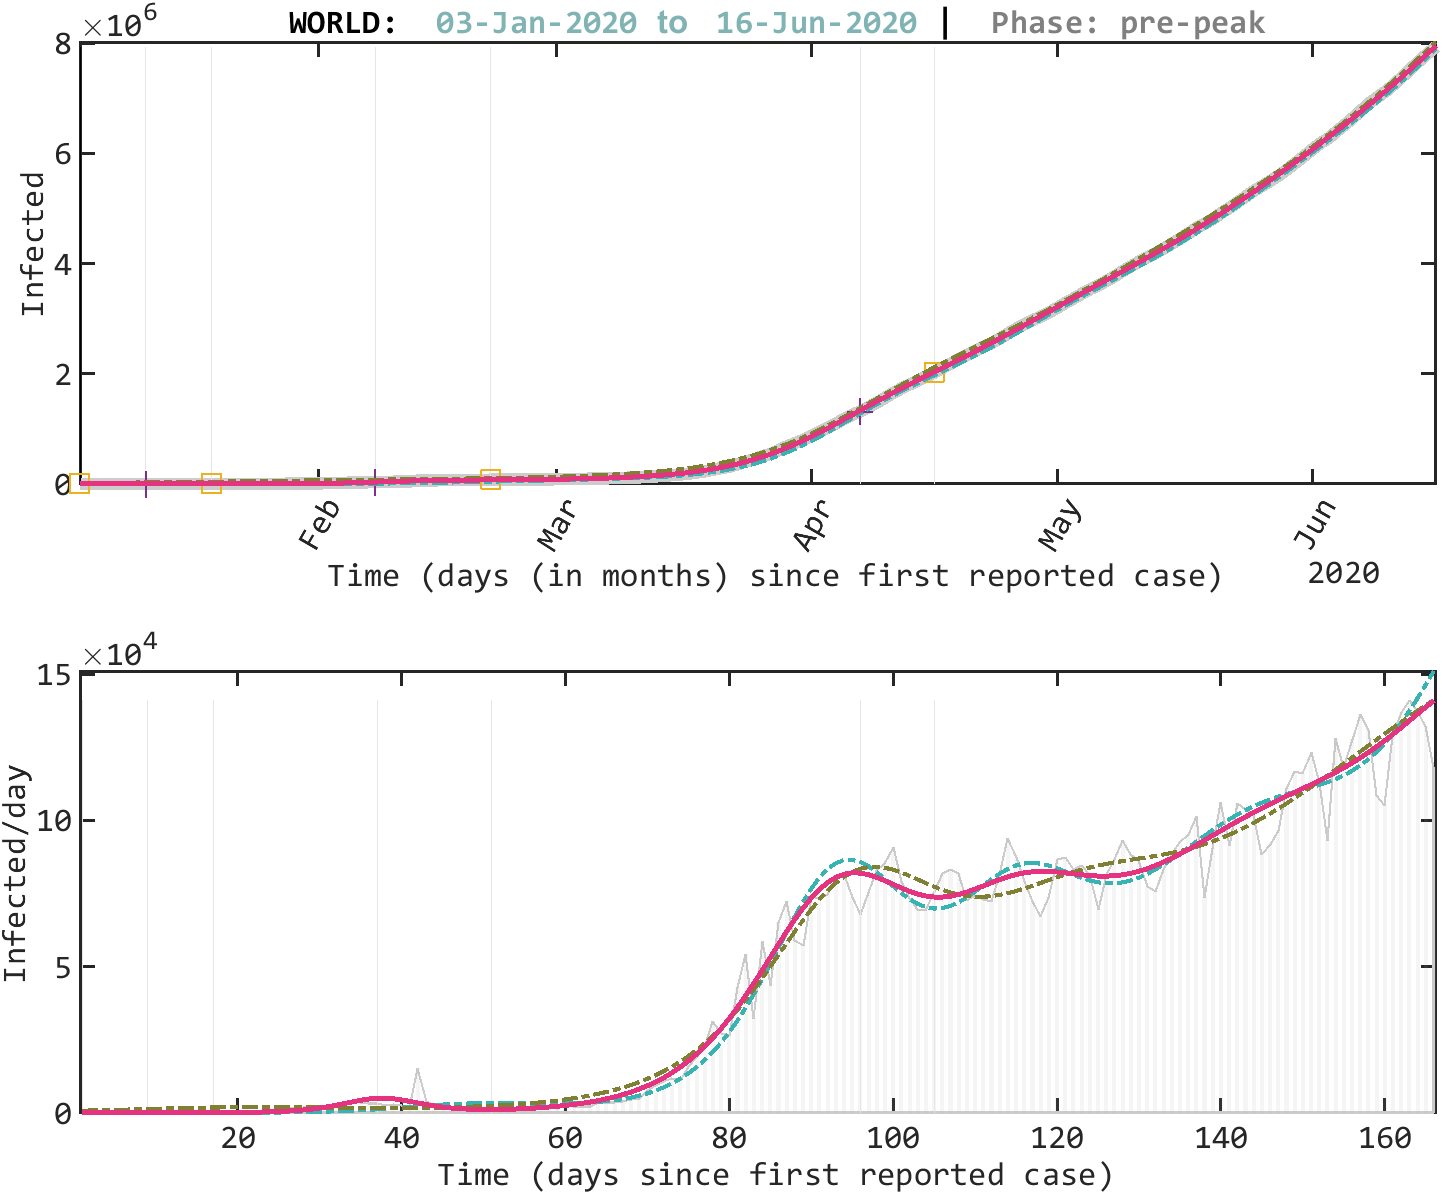 ×10^6
WORLD: 03-Jan-2020 to 16-Jun-2020 | Phase: pre-peak
8
6
4
2
0
Infected
Feb Mar Apr May Jun
Time (days (in months) since first reported case) 2020
×10^4
15
10
5
0
Infected/day
20 40 60 80 100 120 140 160
Time (days since first reported case)